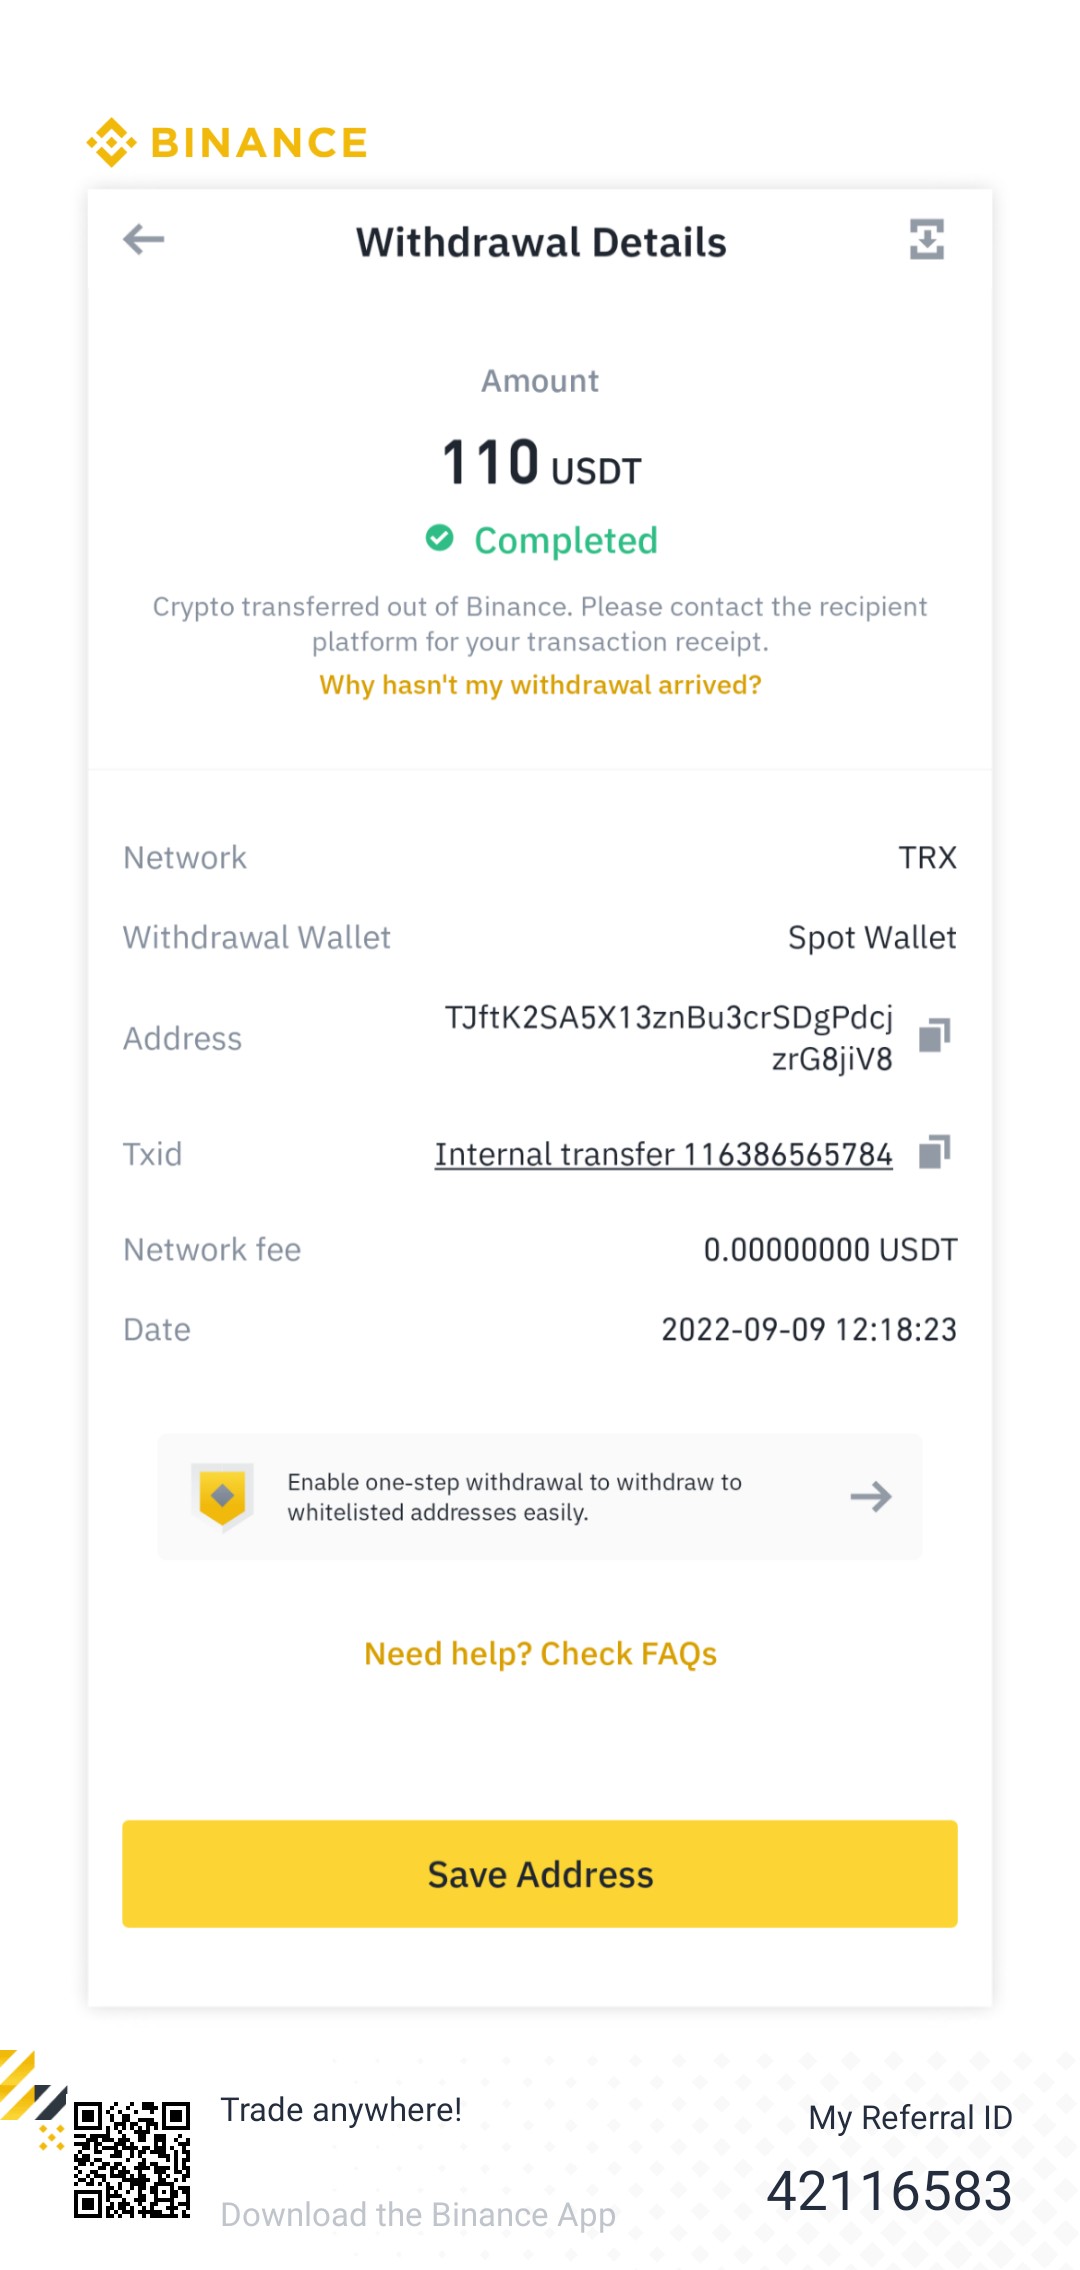 BINANCE
Withdrawal Details
Amount
110 USDT
Completed
Crypto transferred out of Binance. Please contact the recipient
platform for your transaction receipt.
Why hasn't my withdrawal arrived?
Network TRX
Withdrawal Wallet Spot Wallet
Address TJftK2SA5X13znBu3crSDgPdcj
zrG8jiV8
Txid Internal transfer 116386565784
Network fee 0.00000000 USDT
Date 2022-09-09 12:18:23
Enable one-step withdrawal to withdraw to
whitelisted addresses easily.
Need help? Check FAQs
Save Address
Trade anywhere!
Download the Binance App
My Referral ID
42116583